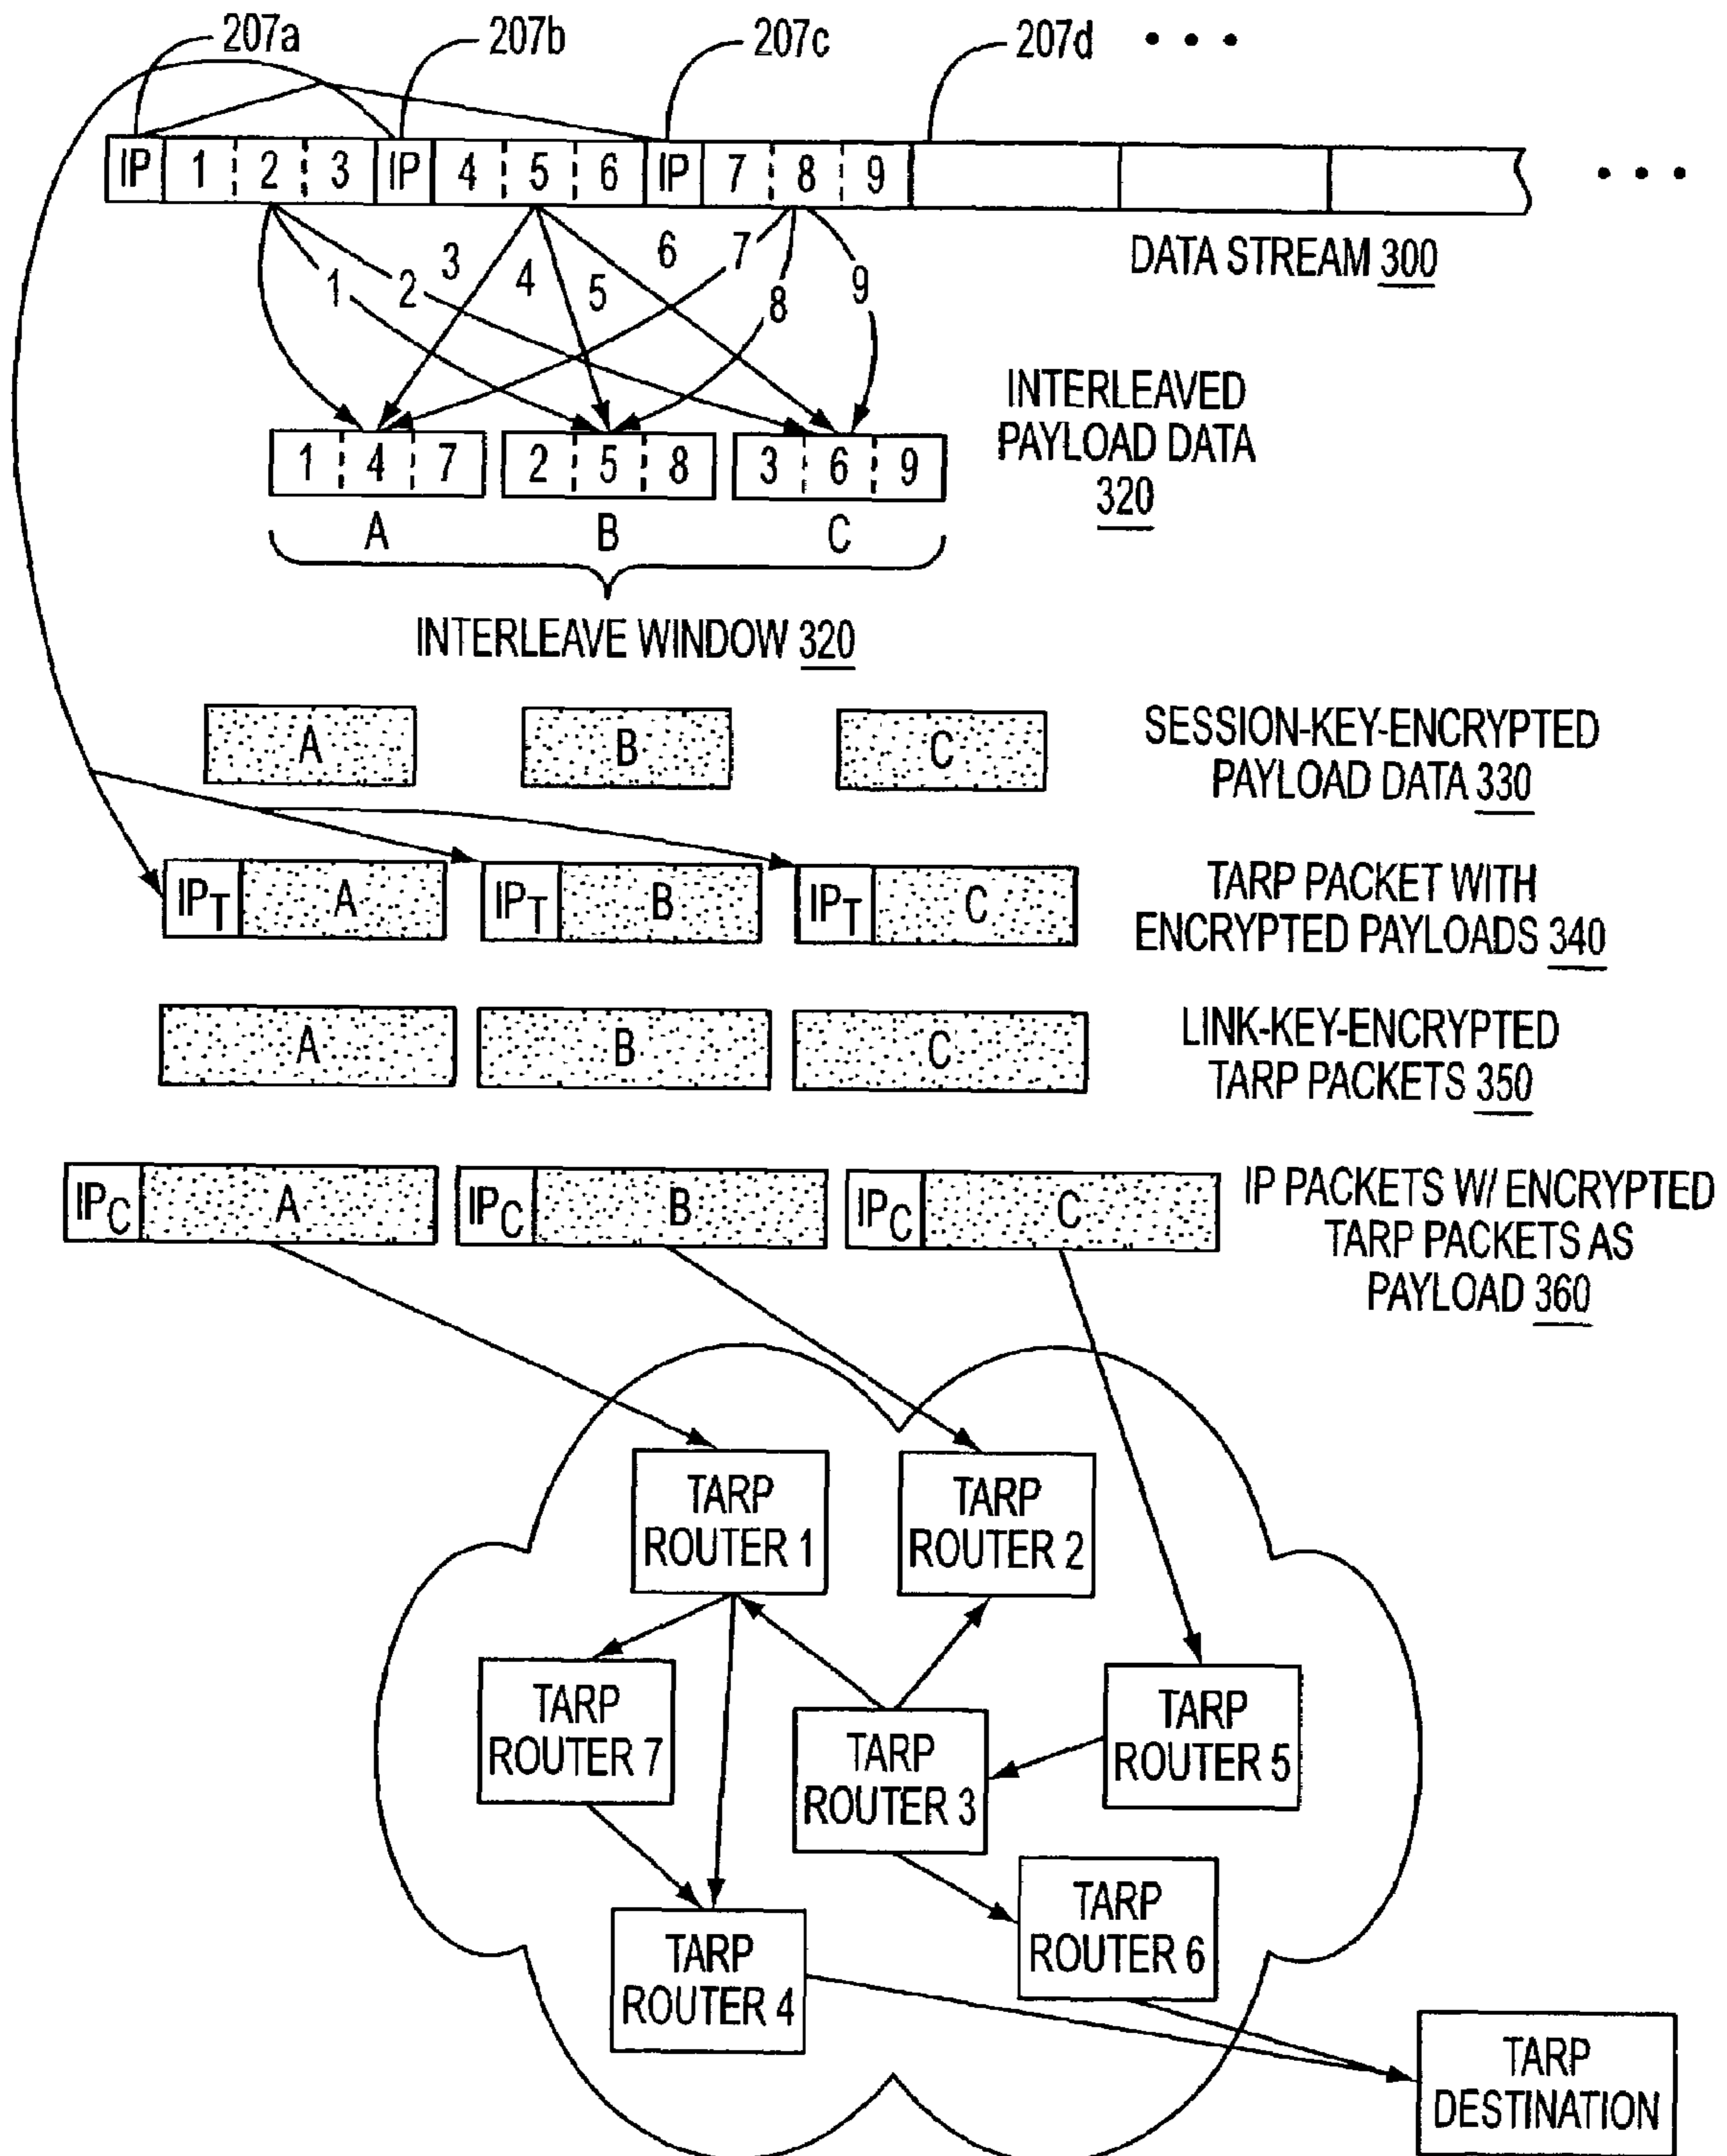 207a 207b 207c 207d • • •
IP 1 2 3 IP 4 5 6 IP 7 8 9 • • •
1 2 3 4 5 6 7 8 9
DATA STREAM 300
INTERLEAVED
PAYLOAD DATA
320
1 4 7 2 5 8 3 6 9
A B C
INTERLEAVE WINDOW 320
A B C
SESSION-KEY-ENCRYPTED
PAYLOAD DATA 330
IPT A IPT B IPT C
TARP PACKET WITH
ENCRYPTED PAYLOADS 340
A B C
LINK-KEY-ENCRYPTED
TARP PACKETS 350
IPC A IPC B IPC C
IP PACKETS W/ ENCRYPTED
TARP PACKETS AS
PAYLOAD 360
TARP
ROUTER 1
TARP
ROUTER 2
TARP
ROUTER 7
TARP
ROUTER 3
TARP
ROUTER 5
TARP
ROUTER 4
TARP
ROUTER 6
TARP
DESTINATION